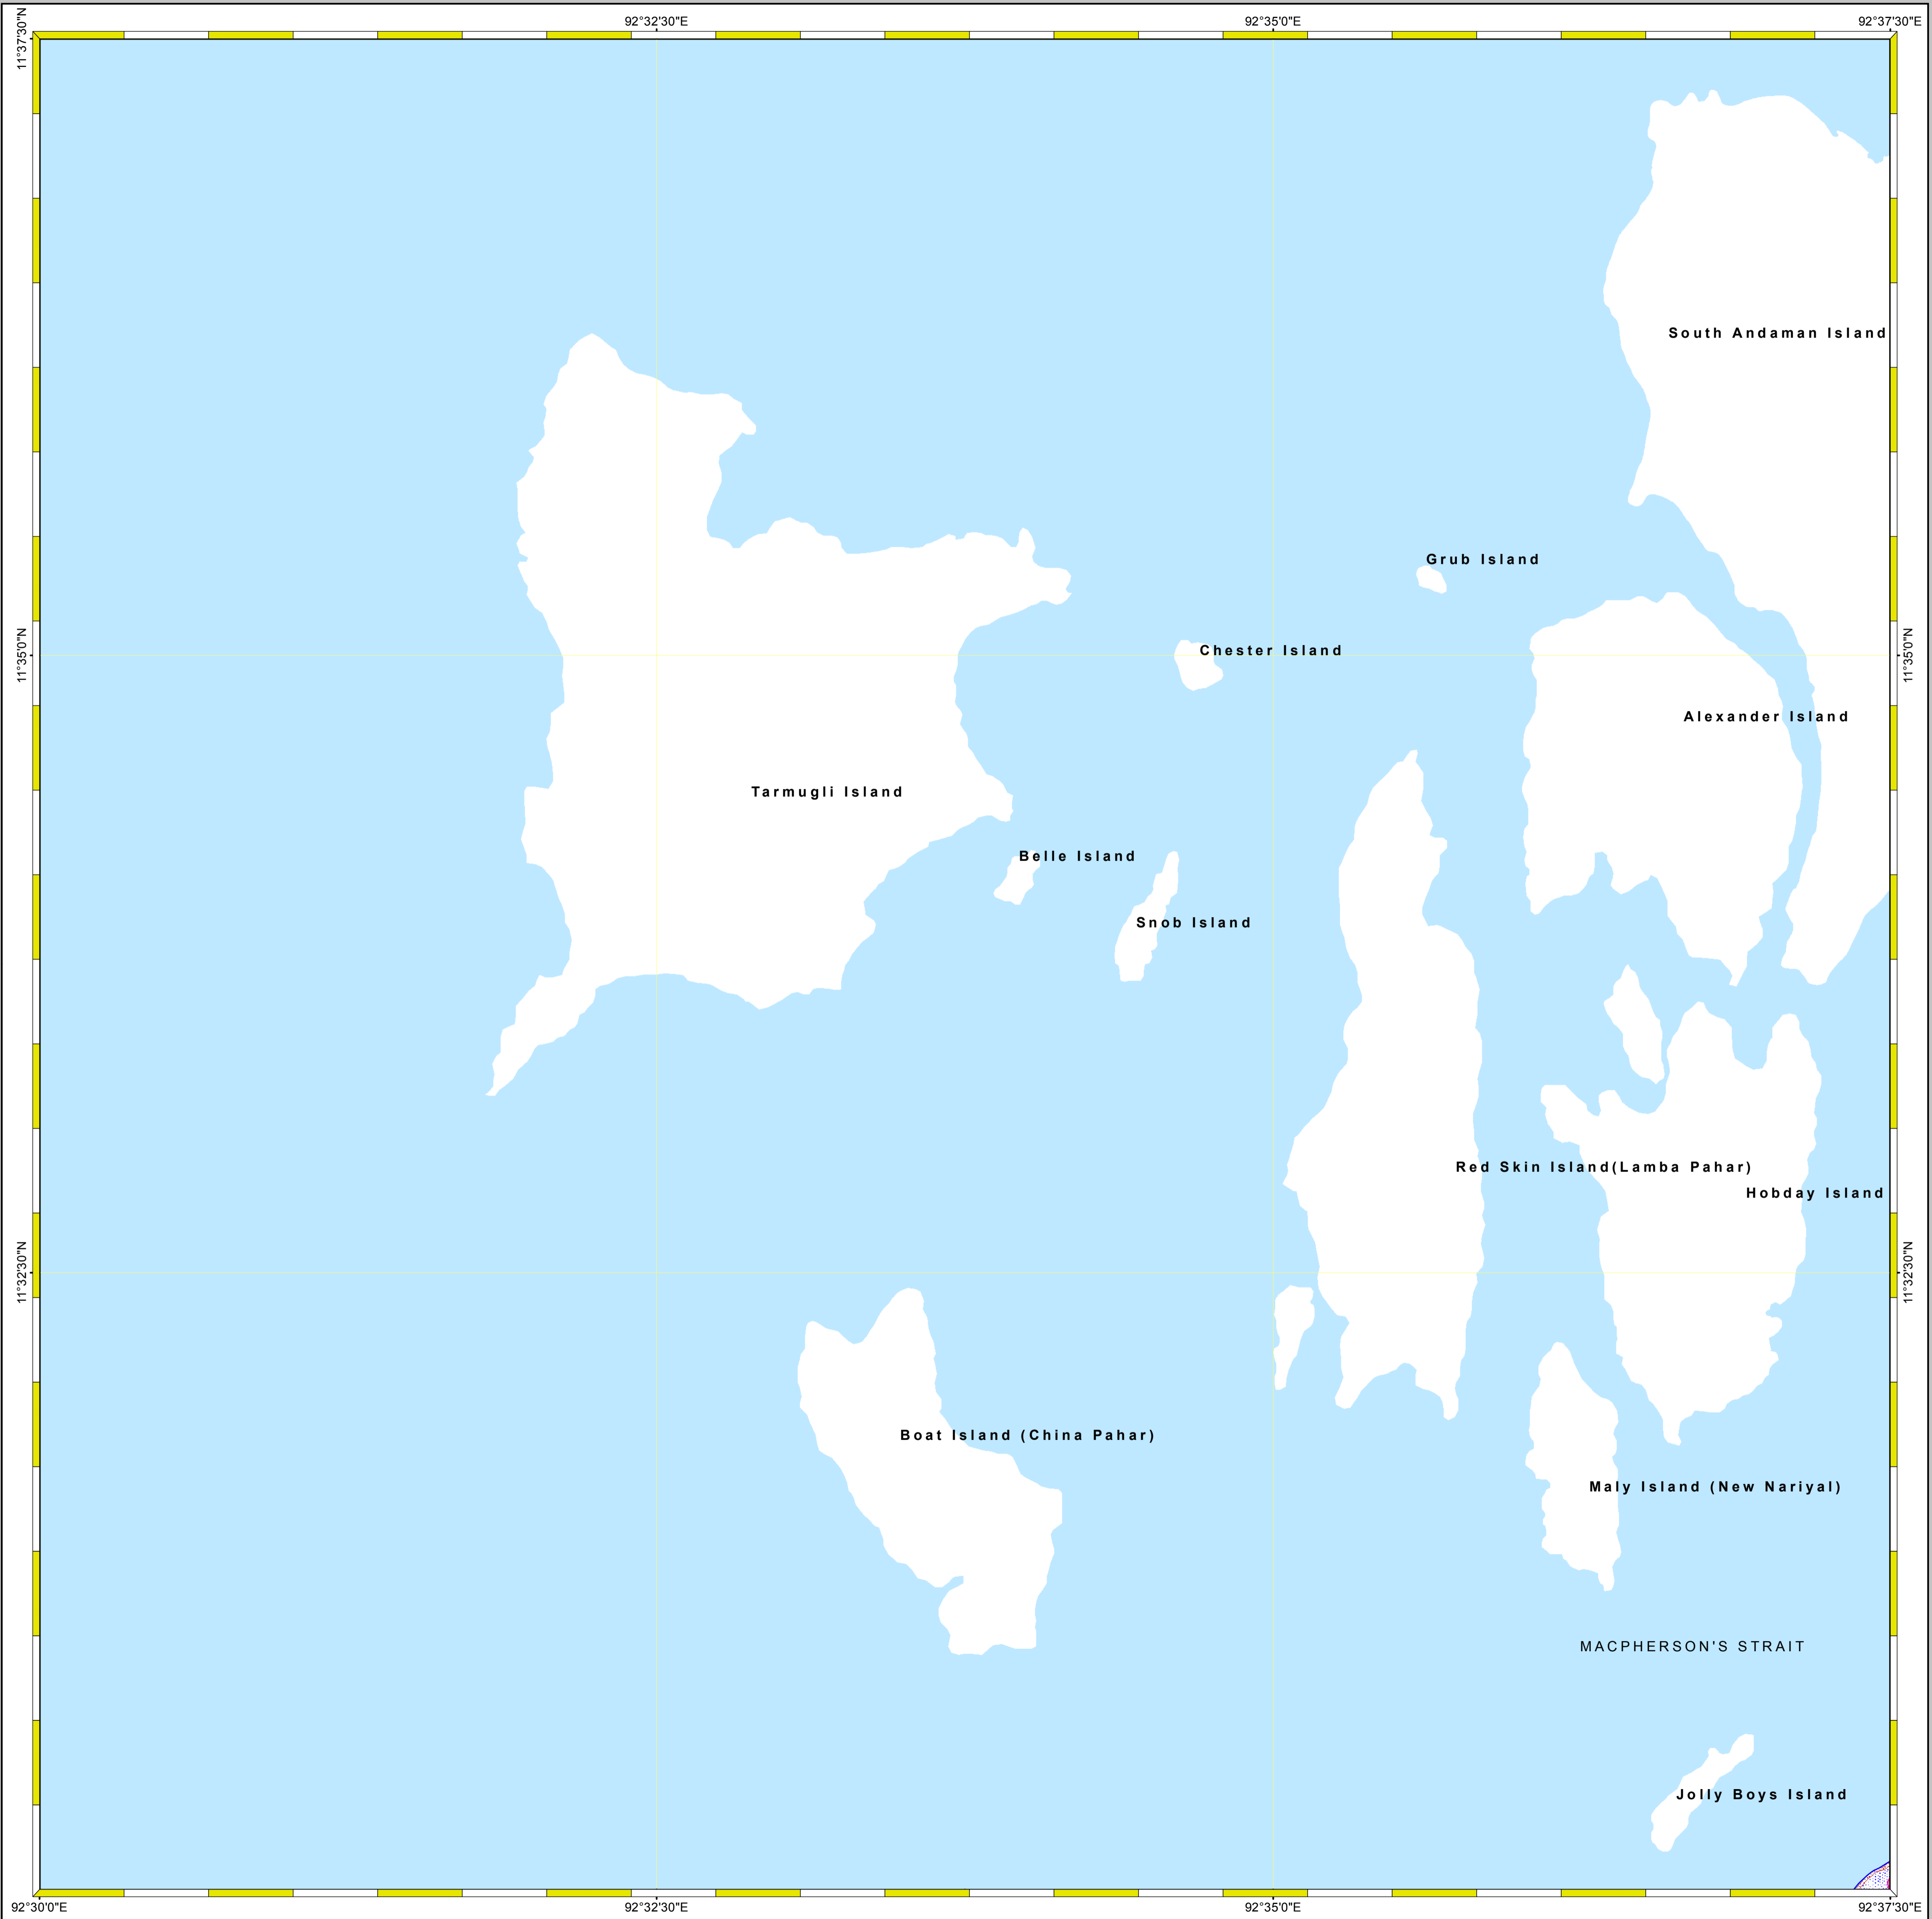 92°32'30"E
92°35'0"E
92°37'30"E
11°37'30"N
South Andaman Island
Grub Island
11°35'0"N
Chester Island
11°35'0"N
Alexander Island
Tarmugli Island
Belle Island
Snob Island
Red Skin Island(Lamba Pahar)
Hobday Island
11°32'30"N
11°32'30"N
Boat Island (China Pahar)
Maly Island (New Nariyal)
MACPHERSON'S STRAIT
Jolly Boys Island
92°30'0"E
92°32'30"E
92°35'0"E
92°37'30"E